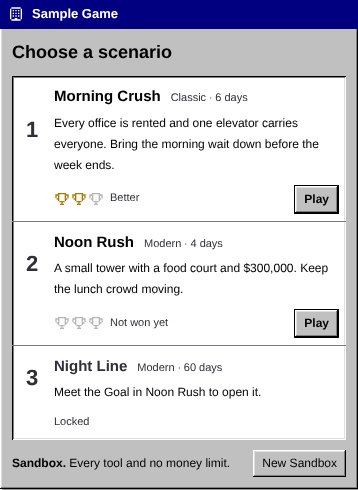 Sample Game
Choose a scenario
Morning Crush Classic · 6 days
1
Every office is rented and one elevator carries
everyone. Bring the morning wait down before the
week ends.
Better
Play
Noon Rush Modern · 4 days
2
A small tower with a food court and $300,000. Keep
the lunch crowd moving.
Not won yet
Play
Night Line Modern · 60 days
3
Meet the Goal in Noon Rush to open it.
Locked
Sandbox. Every tool and no money limit.
New Sandbox